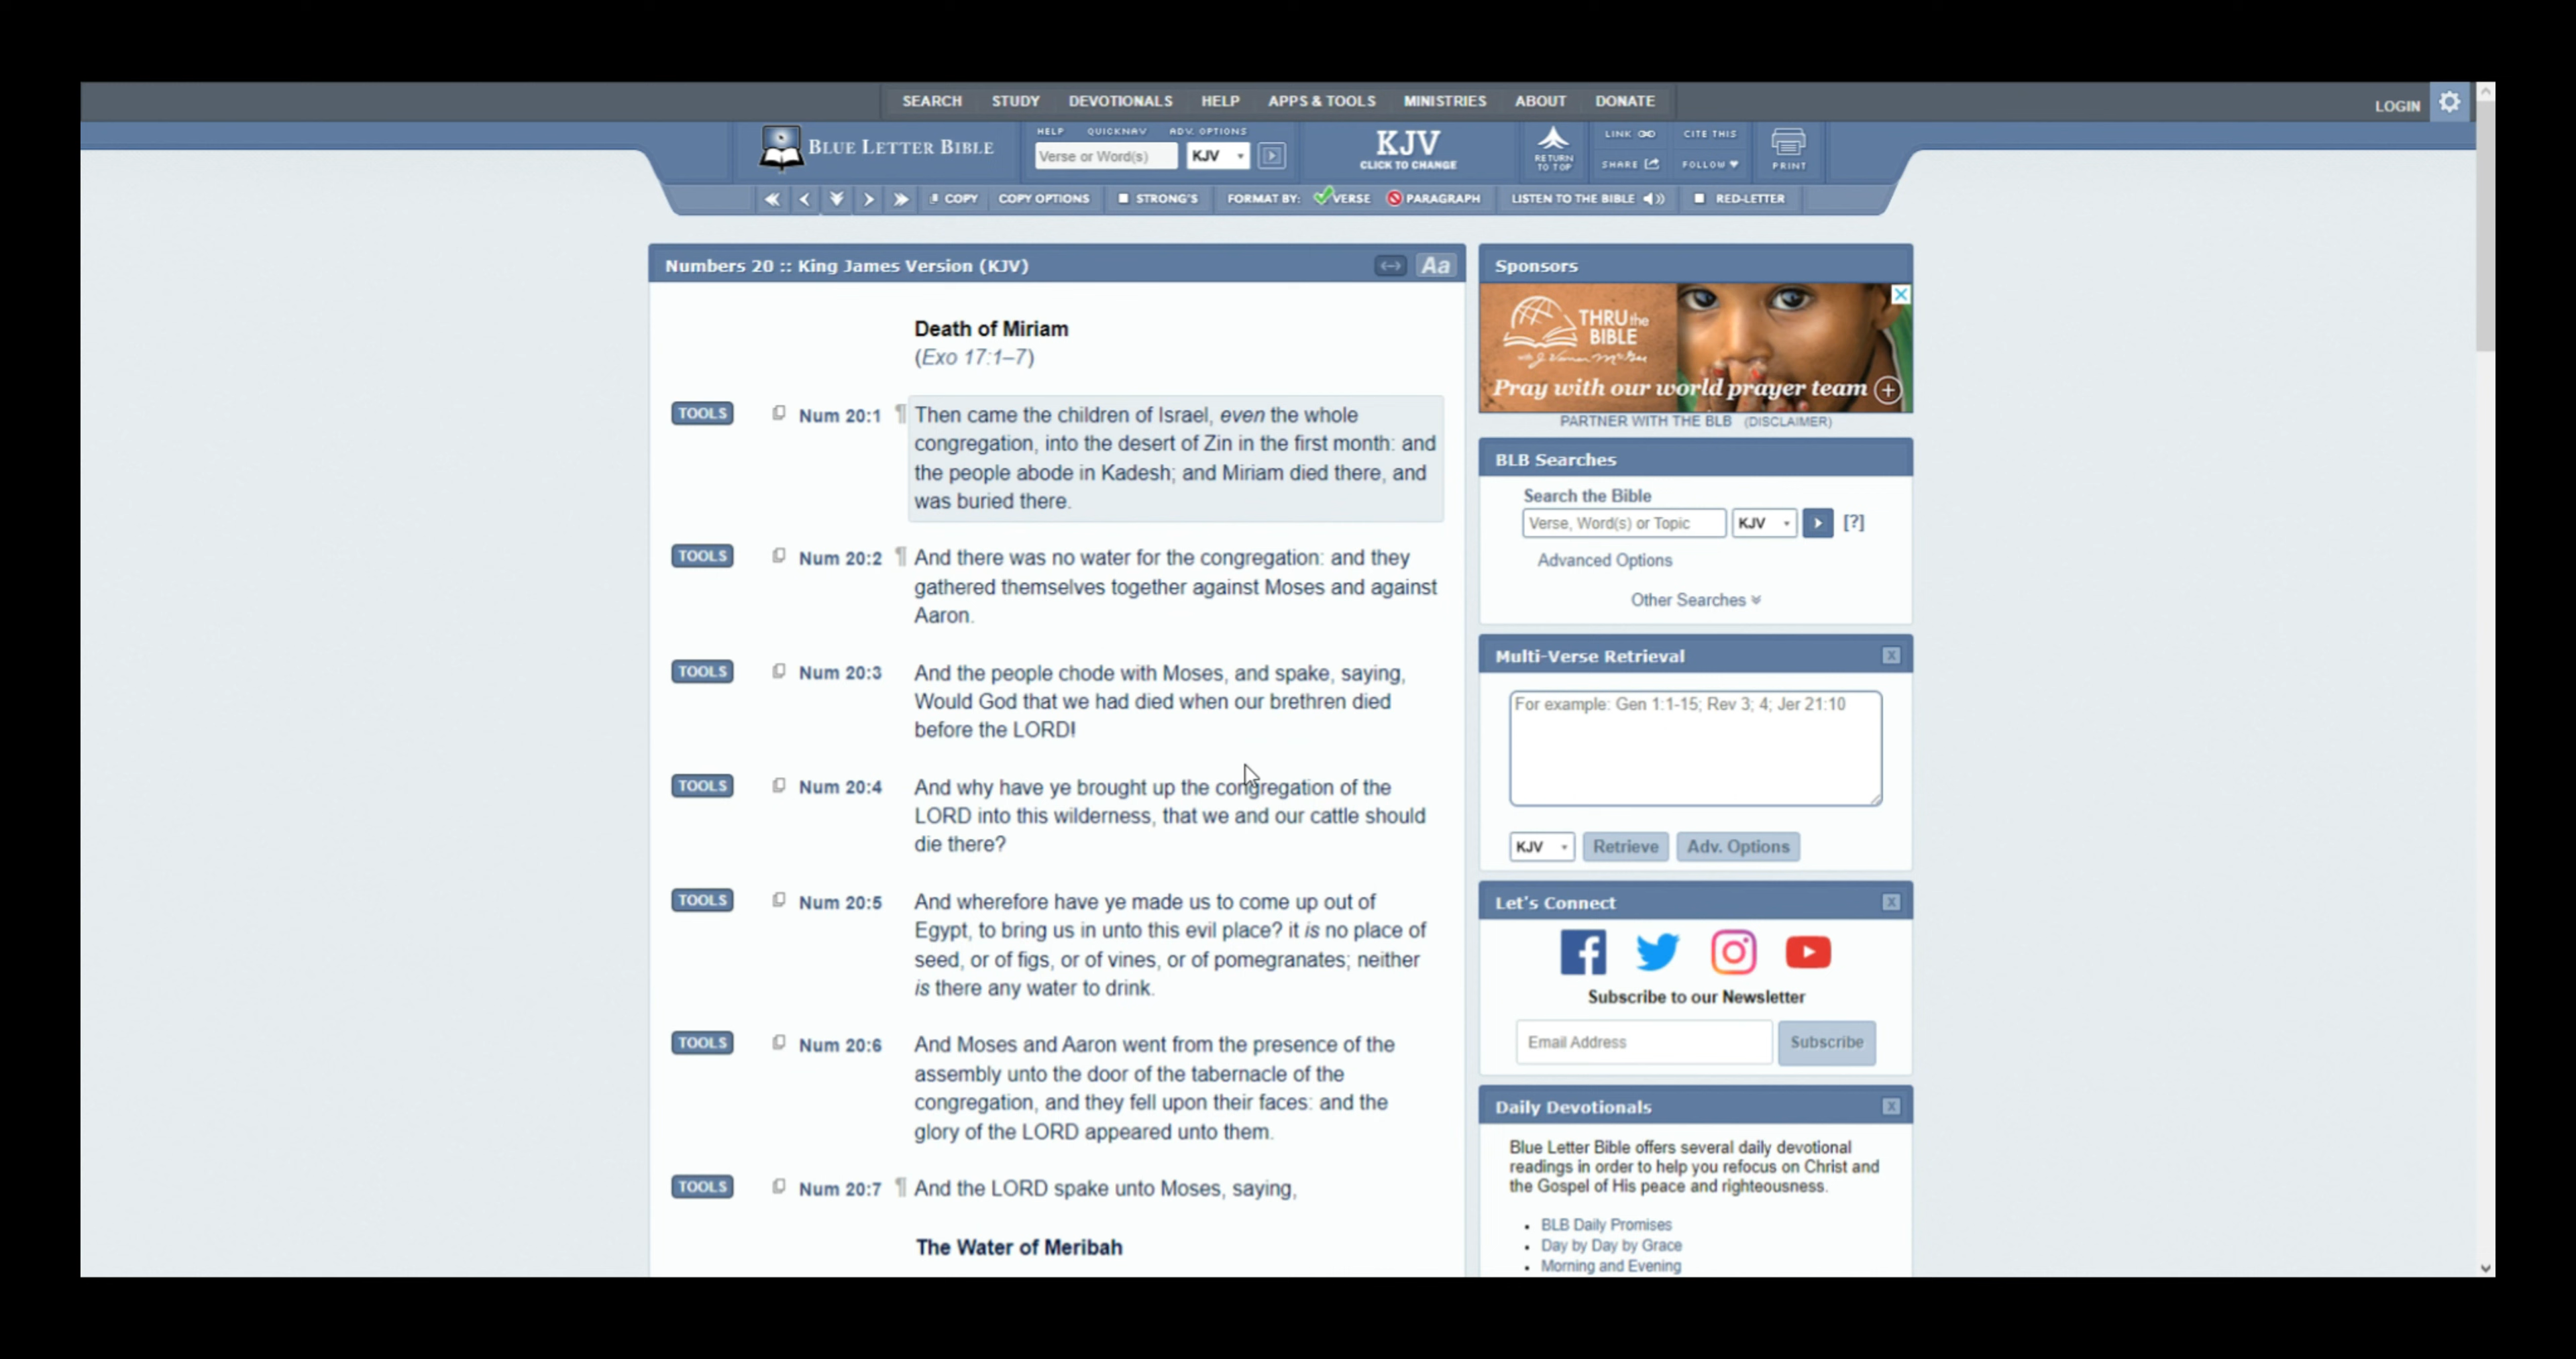 SEARCH STUDY DEVOTIONALS HELP APPS & TOOLS MINISTRIES ABOUT DONATE
LOGIN
BLUE LETTER BIBLE
HELP QUICKNAV ADV. OPTIONS
Verse or Word(s) KJV
KJV
CLICK TO CHANGE
RETURN
TO TOP
LINK CITE THIS
SHARE FOLLOW
PRINT
COPY COPY OPTIONS STRONG'S FORMAT BY: VERSE PARAGRAPH LISTEN TO THE BIBLE RED-LETTER
Numbers 20 :: King James Version (KJV) Aa
Death of Miriam
(Exo 17:1–7)
TOOLS Num 20:1 ¶ Then came the children of Israel, even the whole
congregation, into the desert of Zin in the first month: and
the people abode in Kadesh; and Miriam died there, and
was buried there.
TOOLS Num 20:2 ¶ And there was no water for the congregation: and they
gathered themselves together against Moses and against
Aaron.
TOOLS Num 20:3 And the people chode with Moses, and spake, saying,
Would God that we had died when our brethren died
before the LORD!
TOOLS Num 20:4 And why have ye brought up the congregation of the
LORD into this wilderness, that we and our cattle should
die there?
TOOLS Num 20:5 And wherefore have ye made us to come up out of
Egypt, to bring us in unto this evil place? it is no place of
seed, or of figs, or of vines, or of pomegranates; neither
is there any water to drink.
TOOLS Num 20:6 And Moses and Aaron went from the presence of the
assembly unto the door of the tabernacle of the
congregation, and they fell upon their faces: and the
glory of the LORD appeared unto them.
TOOLS Num 20:7 ¶ And the LORD spake unto Moses, saying,
The Water of Meribah
Sponsors
THRU the
BIBLE
with J. Vernon McGee
Pray with our world prayer team
PARTNER WITH THE BLB (DISCLAIMER)
BLB Searches
Search the Bible
Verse, Word(s) or Topic KJV [?]
Advanced Options
Other Searches
Multi-Verse Retrieval X
For example: Gen 1:1-15; Rev 3; 4; Jer 21:10
KJV Retrieve Adv. Options
Let's Connect X
Subscribe to our Newsletter
Email Address Subscribe
Daily Devotionals X
Blue Letter Bible offers several daily devotional
readings in order to help you refocus on Christ and
the Gospel of His peace and righteousness.
• BLB Daily Promises
• Day by Day by Grace
• Morning and Evening